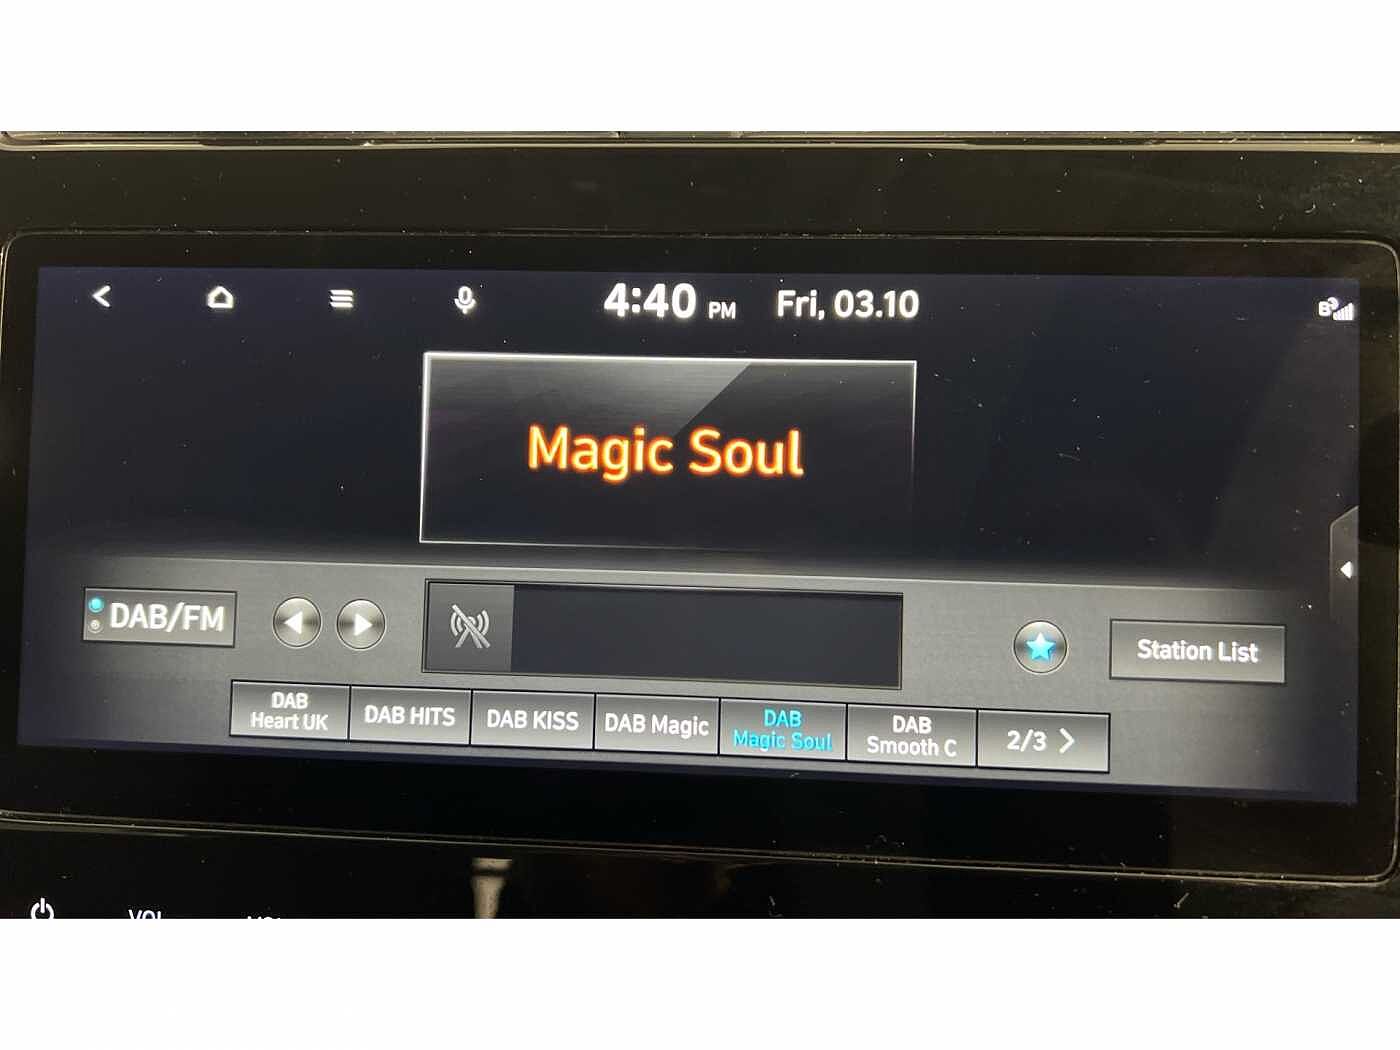 4:40 PM Fri, 03.10
Magic Soul
DAB/FM
Station List
DAB
Heart UK
DAB HITS
DAB KISS
DAB Magic
DAB
Magic Soul
DAB
Smooth C
2/3